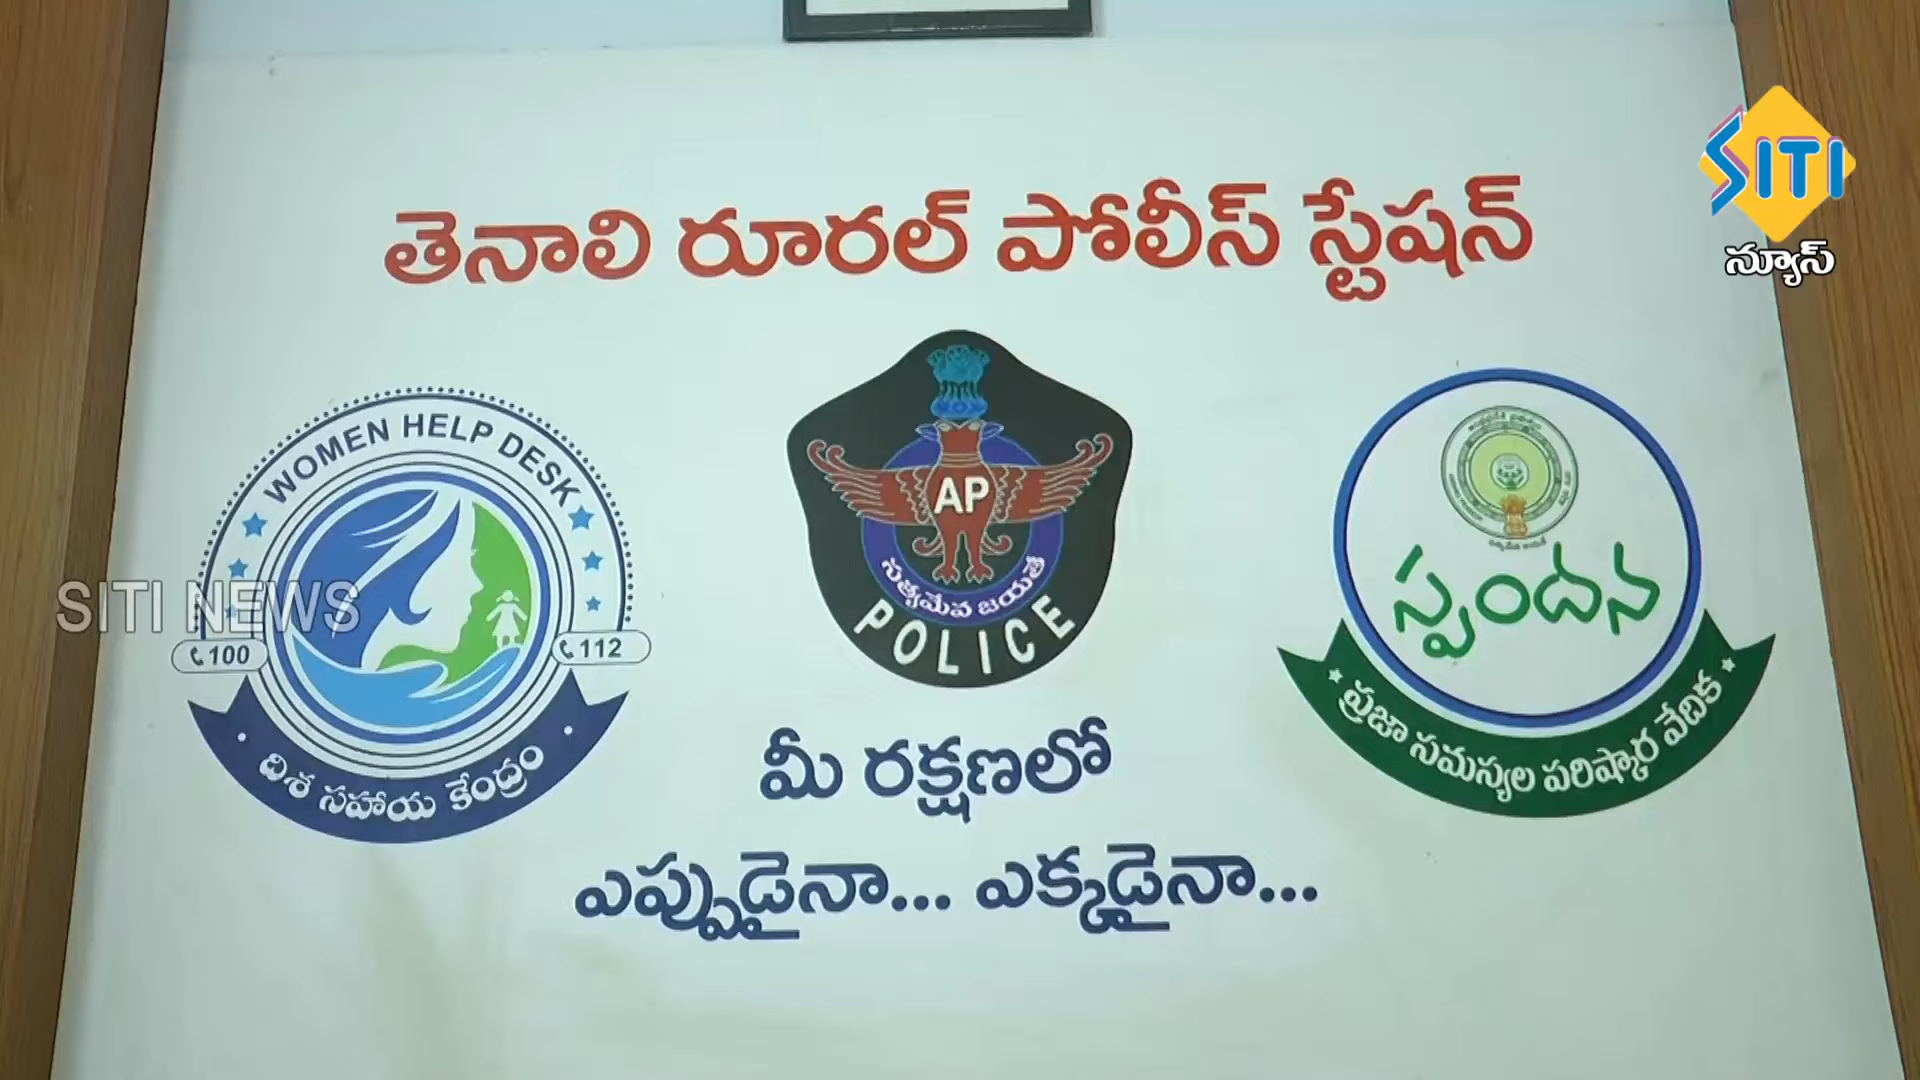 SITI
న్యూస్
తెనాలి రూరల్ పోలీస్ స్టేషన్
WOMEN HELP DESK
100
112
దిశ సహాయ కేంద్రం
AP
సత్యమేవ జయతే
POLICE
స్పందన
ప్రజా సమస్యల పరిష్కార వేదిక
SITI NEWS
మీ రక్షణలో
ఎప్పుడైనా... ఎక్కడైనా...